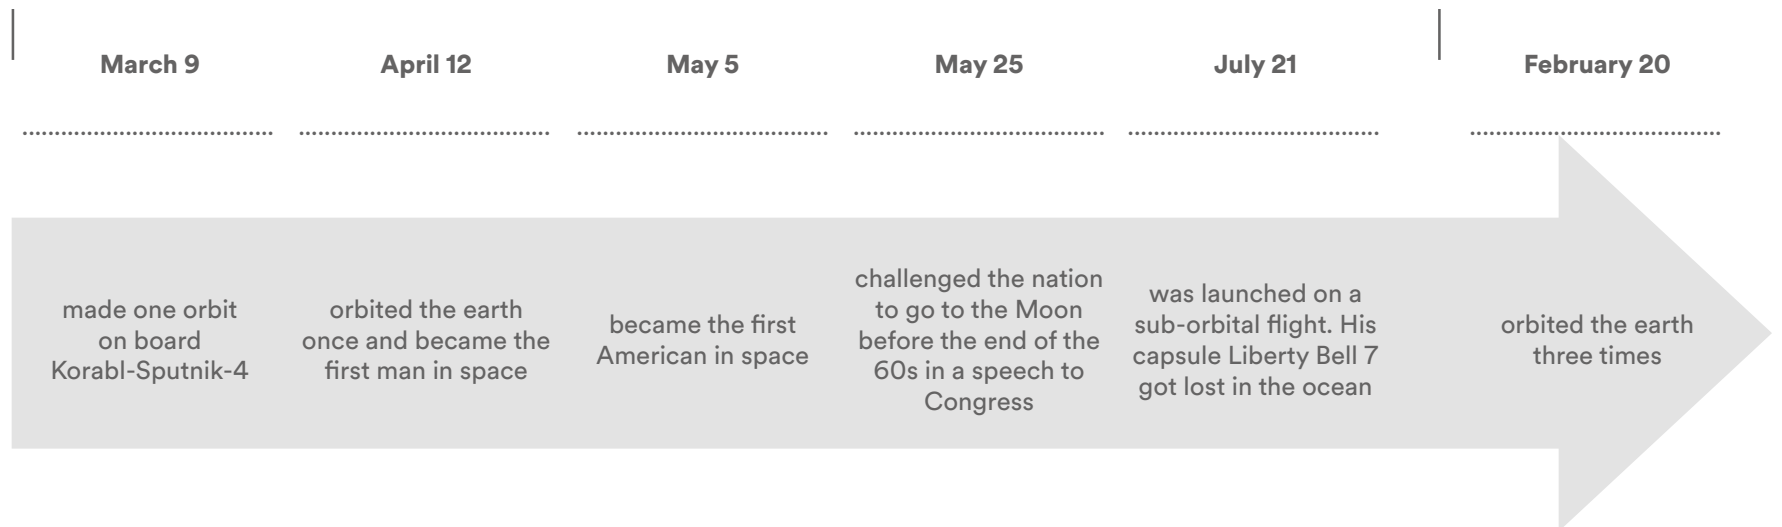 March 9
April 12
May 5
May 25
July 21
February 20
made one orbit
on board
Korabl-Sputnik-4
orbited the earth
once and became the
first man in space
became the first
American in space
challenged the nation
to go to the Moon
before the end of the
60s in a speech to
Congress
was launched on a
sub-orbital flight. His
capsule Liberty Bell 7
got lost in the ocean
orbited the earth
three times